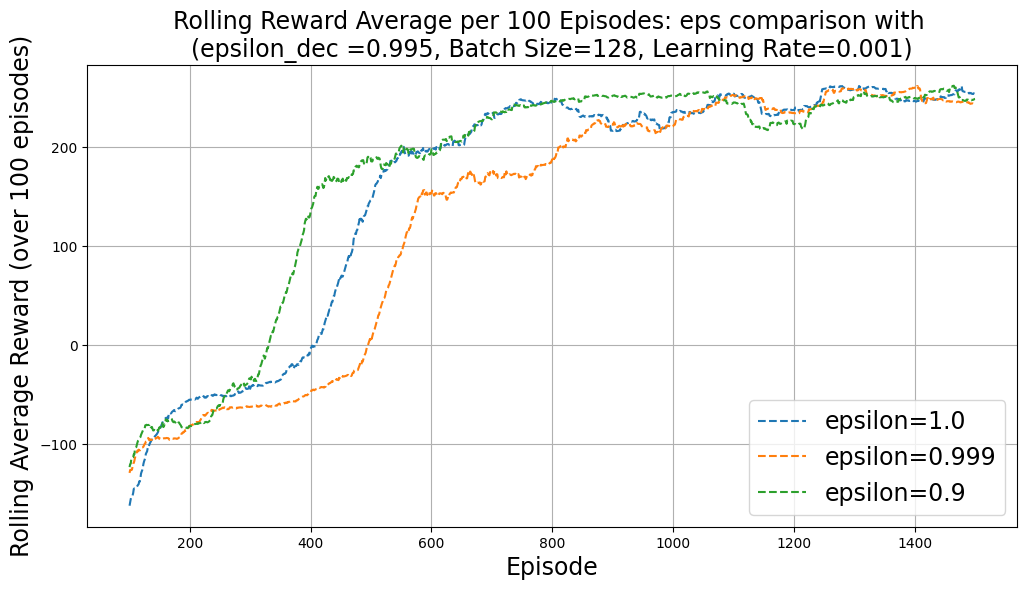 Rolling Reward Average per 100 Episodes: eps comparison with
(epsilon_dec =0.995, Batch Size=128, Learning Rate=0.001)
Rolling Average Reward (over 100 episodes)
200
100
0
−100
200
400
600
800
1000
1200
1400
Episode
epsilon=1.0
epsilon=0.999
epsilon=0.9